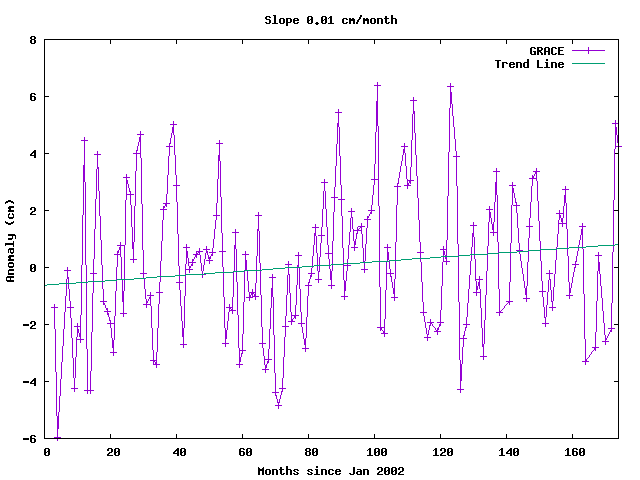 Slope 0.01 cm/month
GRACE
Trend Line
8
6
4
2
0
-2
-4
-6
Anomaly (cm)
0 20 40 60 80 100 120 140 160
Months since Jan 2002